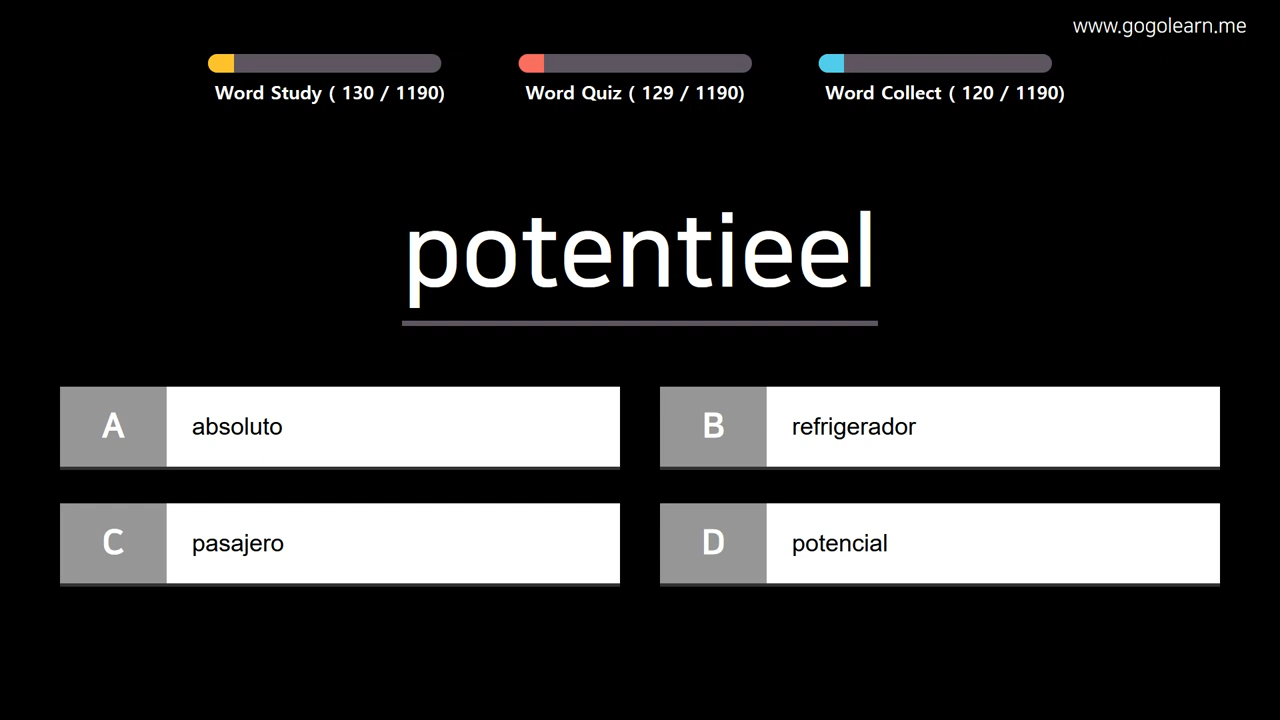 www.gogolearn.me
Word Study ( 130 / 1190)
Word Quiz ( 129 / 1190)
Word Collect ( 120 / 1190)
potentieel
A absoluto
B refrigerador
C pasajero
D potencial